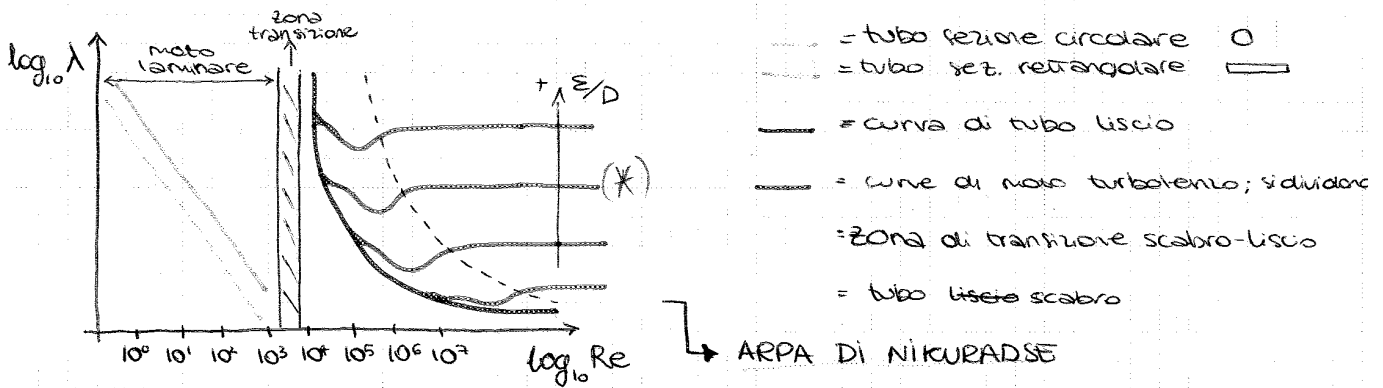 zona
transizione
log₁₀ λ
moto
laminare
+ ε/D
(*)
10⁰ 10¹ 10² 10³ 10⁴ 10⁵ 10⁶ 10⁷
log₁₀ Re
= tubo sezione circolare
= tubo sez. rettangolare
= curva di tubo liscio
= curve di moto turbolento; si dividono
= zona di transizione scabro-liscio
= tubo liscio scabro
ARPA DI NIKURADSE